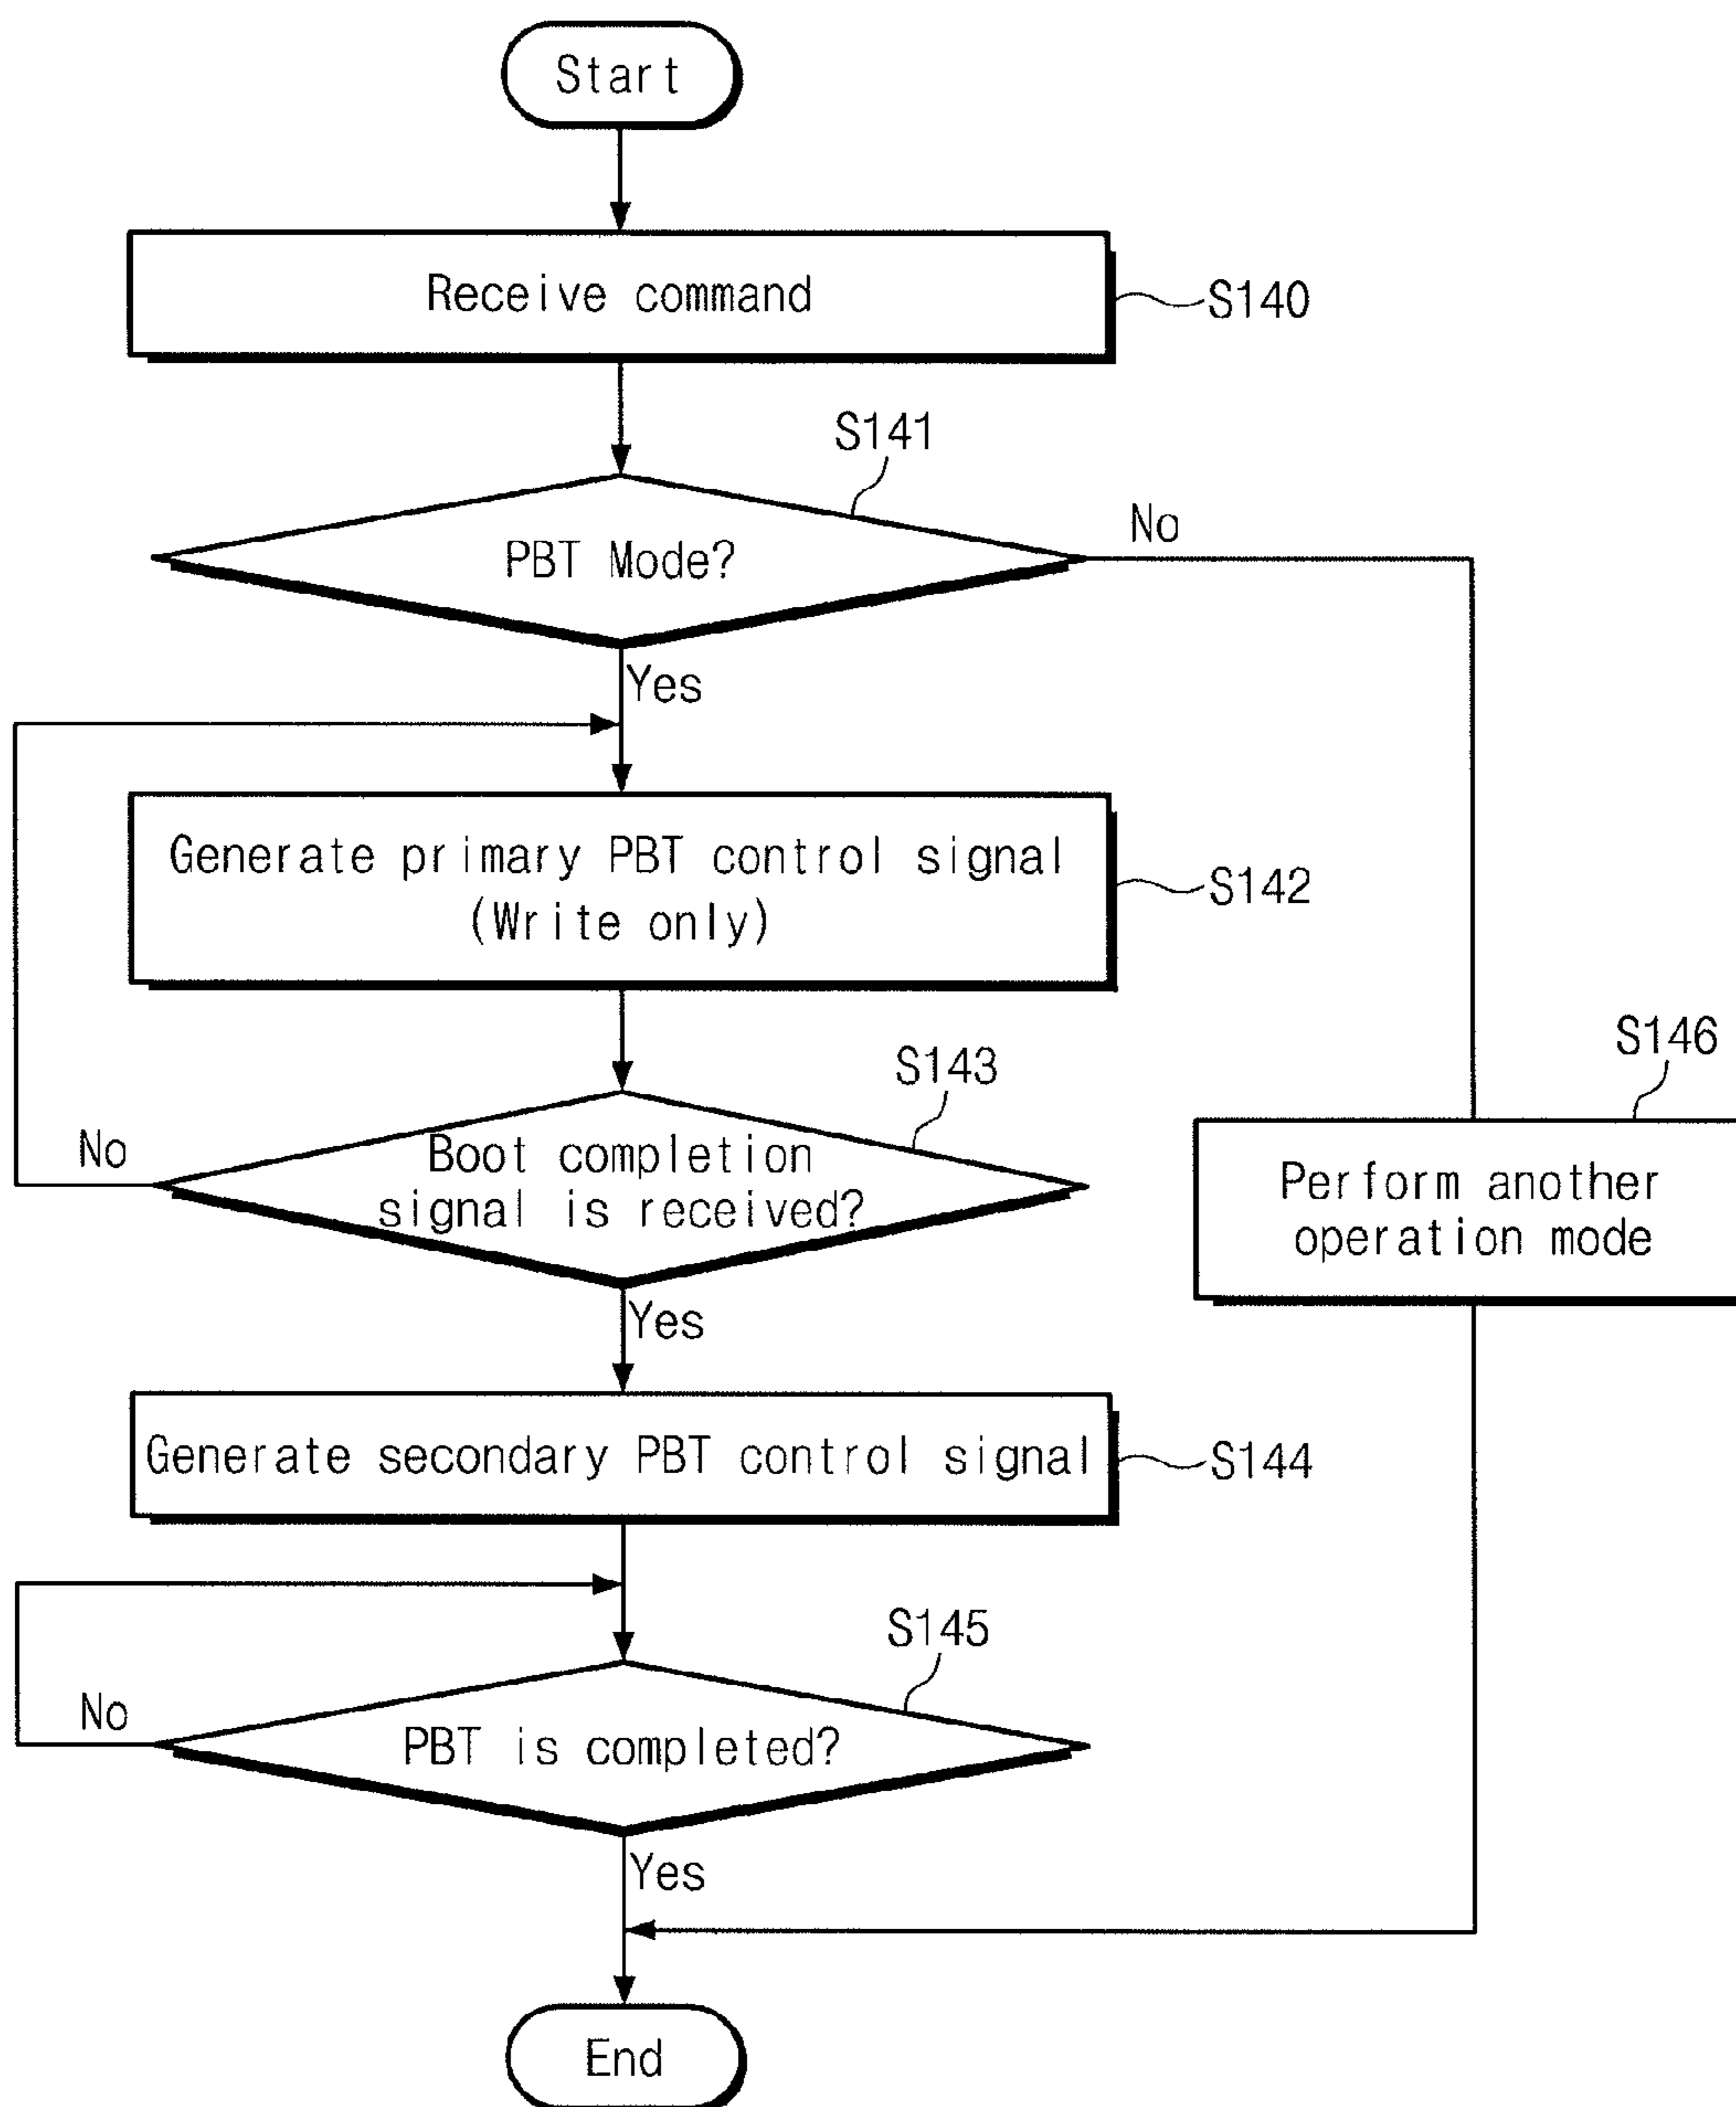 Start
Receive command
S140
S141
PBT Mode?
No
Yes
Generate primary PBT control signal
(Write only)
S142
S143
No
Boot completion
signal is received?
S146
Perform another
operation mode
Yes
Generate secondary PBT control signal
S144
S145
No
PBT is completed?
Yes
End